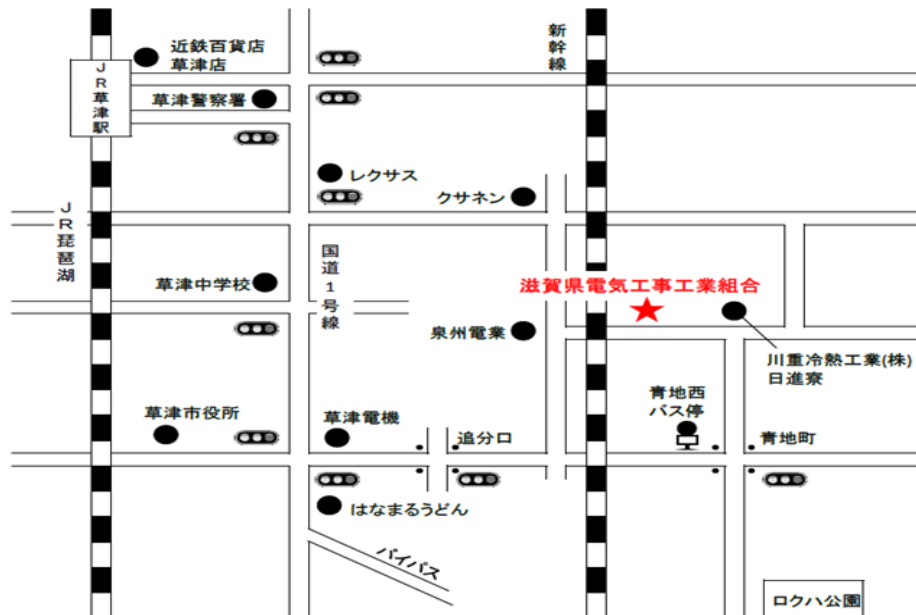 近鉄百貨店
草津店
新幹線
JR草津駅
草津警察署
レクサス
クサネン
JR琵琶湖
国道1号線
草津中学校
滋賀県電気工事工業組合
泉州電業
川重冷熱工業(株)
日進寮
青地西
バス停
草津市役所
草津電機
追分口
青地町
はなまるうどん
バイパス
ロクハ公園